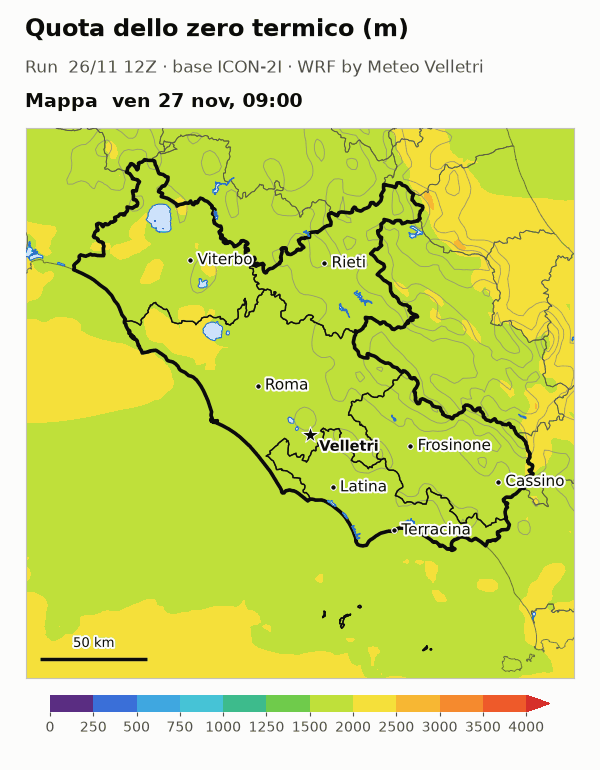 Quota dello zero termico (m)
Run  26/11 12Z · base ICON-2I · WRF by Meteo Velletri
Mappa  ven 27 nov, 09:00
Viterbo
Rieti
Roma
Velletri
Frosinone
Cassino
Latina
Terracina
50 km
0 250 500 750 1000 1250 1500 2000 2500 3000 3500 4000